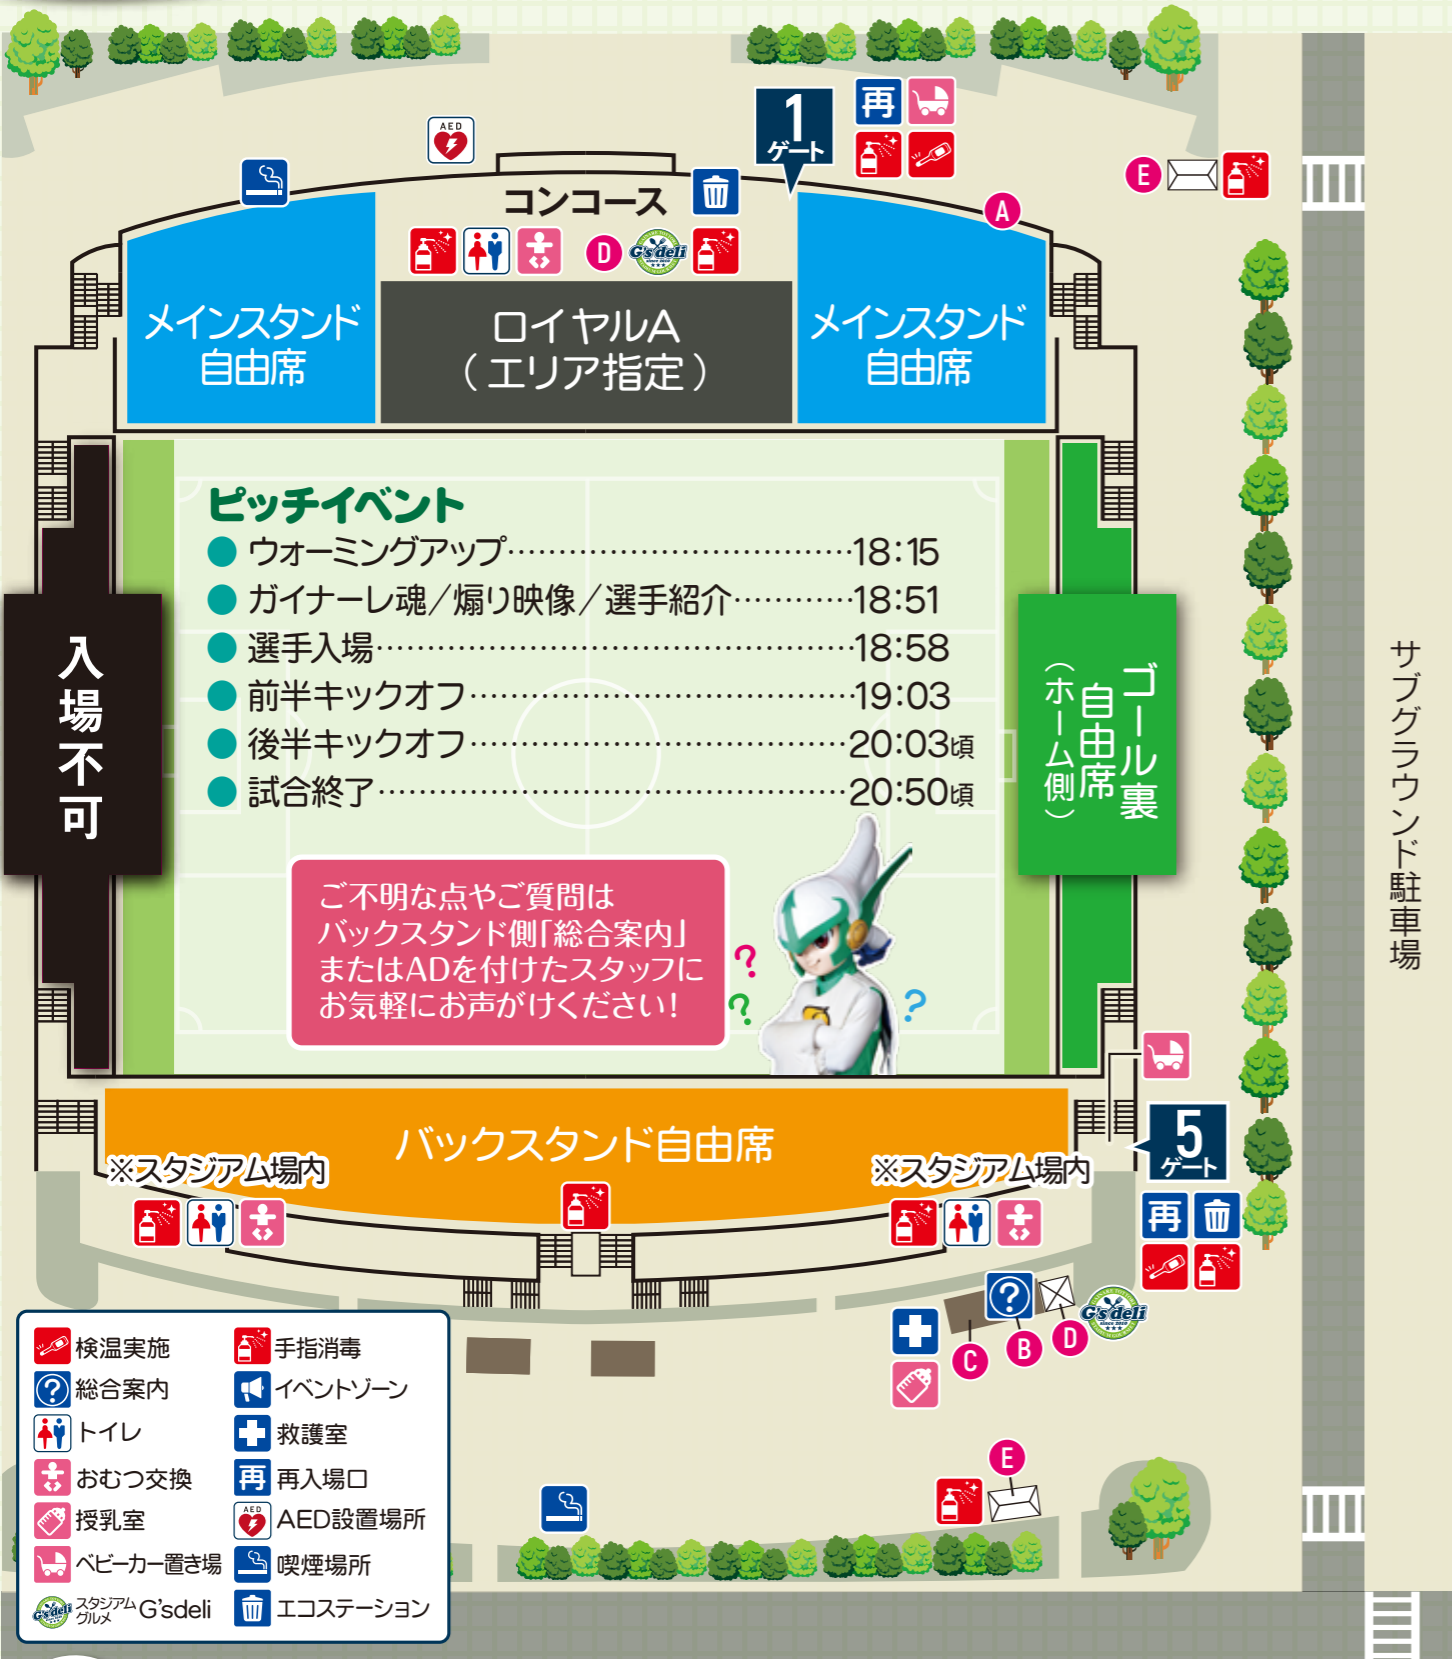 1
ゲート
再
AED
E
コンコース
A
D
G'sdeli
メインスタンド
自由席
ロイヤルA
(エリア指定)
メインスタンド
自由席
ピッチイベント
ウォーミングアップ……………………………18:15
ガイナーレ魂/煽り映像/選手紹介…………18:51
選手入場………………………………………18:58
前半キックオフ………………………………19:03
後半キックオフ………………………………20:03頃
試合終了………………………………………20:50頃
入場不可
ゴール裏
自由席
(ホーム側)
サブグラウンド駐車場
ご不明な点やご質問は
バックスタンド側「総合案内」
またはADを付けたスタッフに
お気軽にお声がけください!
?
?
?
バックスタンド自由席
※スタジアム場内
※スタジアム場内
5
ゲート
再
?
G'sdeli
C
B
D
E
検温実施
手指消毒
?
総合案内
イベントゾーン
トイレ
救護室
おむつ交換
再
再入場口
授乳室
AED
AED設置場所
ベビーカー置き場
喫煙場所
G'sdeli
スタジアム
グルメ
G'sdeli
エコステーション